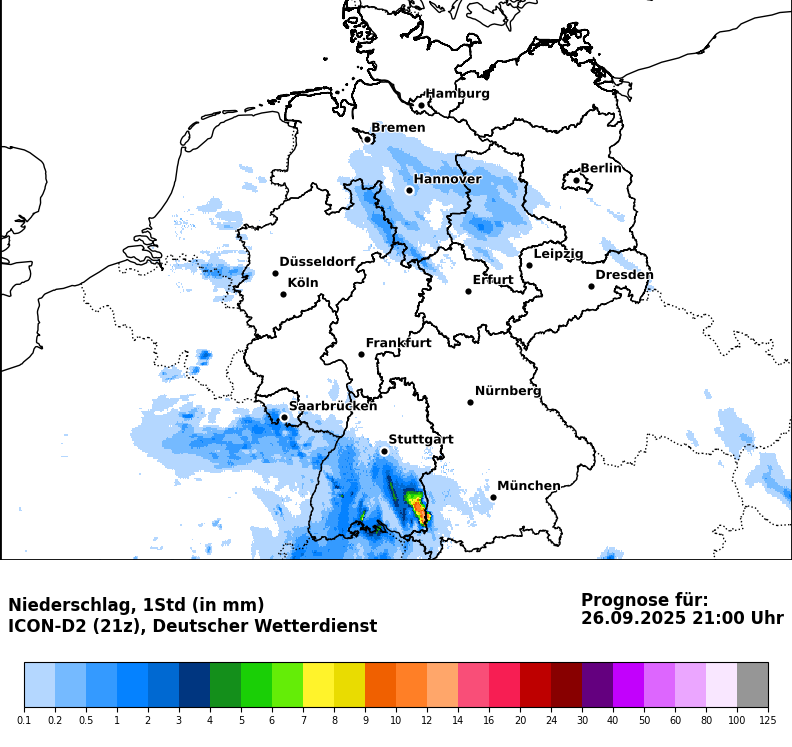 Hamburg
Bremen
Berlin
Hannover
Leipzig
Düsseldorf
Dresden
Köln
Erfurt
Frankfurt
Nürnberg
Saarbrücken
Stuttgart
München
Niederschlag, 1Std (in mm)
ICON-D2 (21z), Deutscher Wetterdienst
Prognose für:
26.09.2025 21:00 Uhr
0.1 0.2 0.5 1 2 3 4 5 6 7 8 9 10 12 14 16 20 24 30 40 50 60 80 100 125